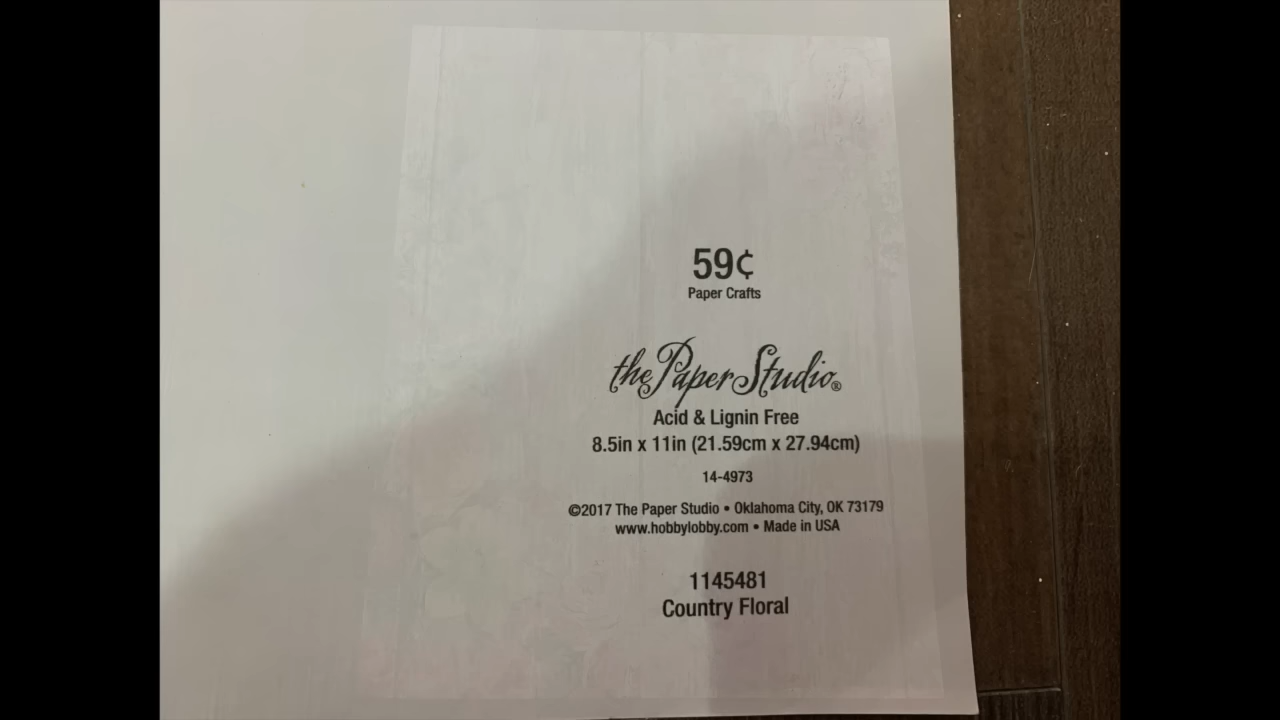 59¢
Paper Crafts
the Paper Studio®
Acid & Lignin Free
8.5in x 11in (21.59cm x 27.94cm)
14-4973
©2017 The Paper Studio • Oklahoma City, OK 73179
www.hobbylobby.com • Made in USA
1145481
Country Floral